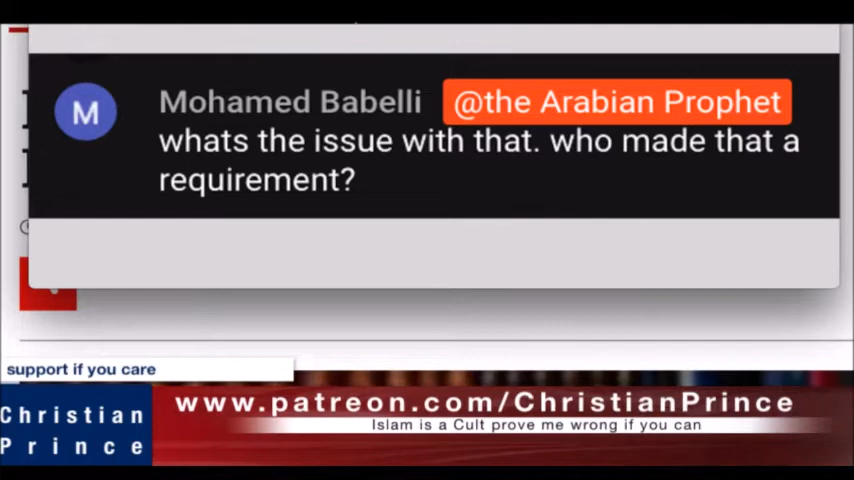 Mohamed Babelli @the Arabian Prophet
whats the issue with that. who made that a
requirement?
M
support if you care
Christian
Prince
www.patreon.com/ChristianPrince
Islam is a Cult prove me wrong if you can